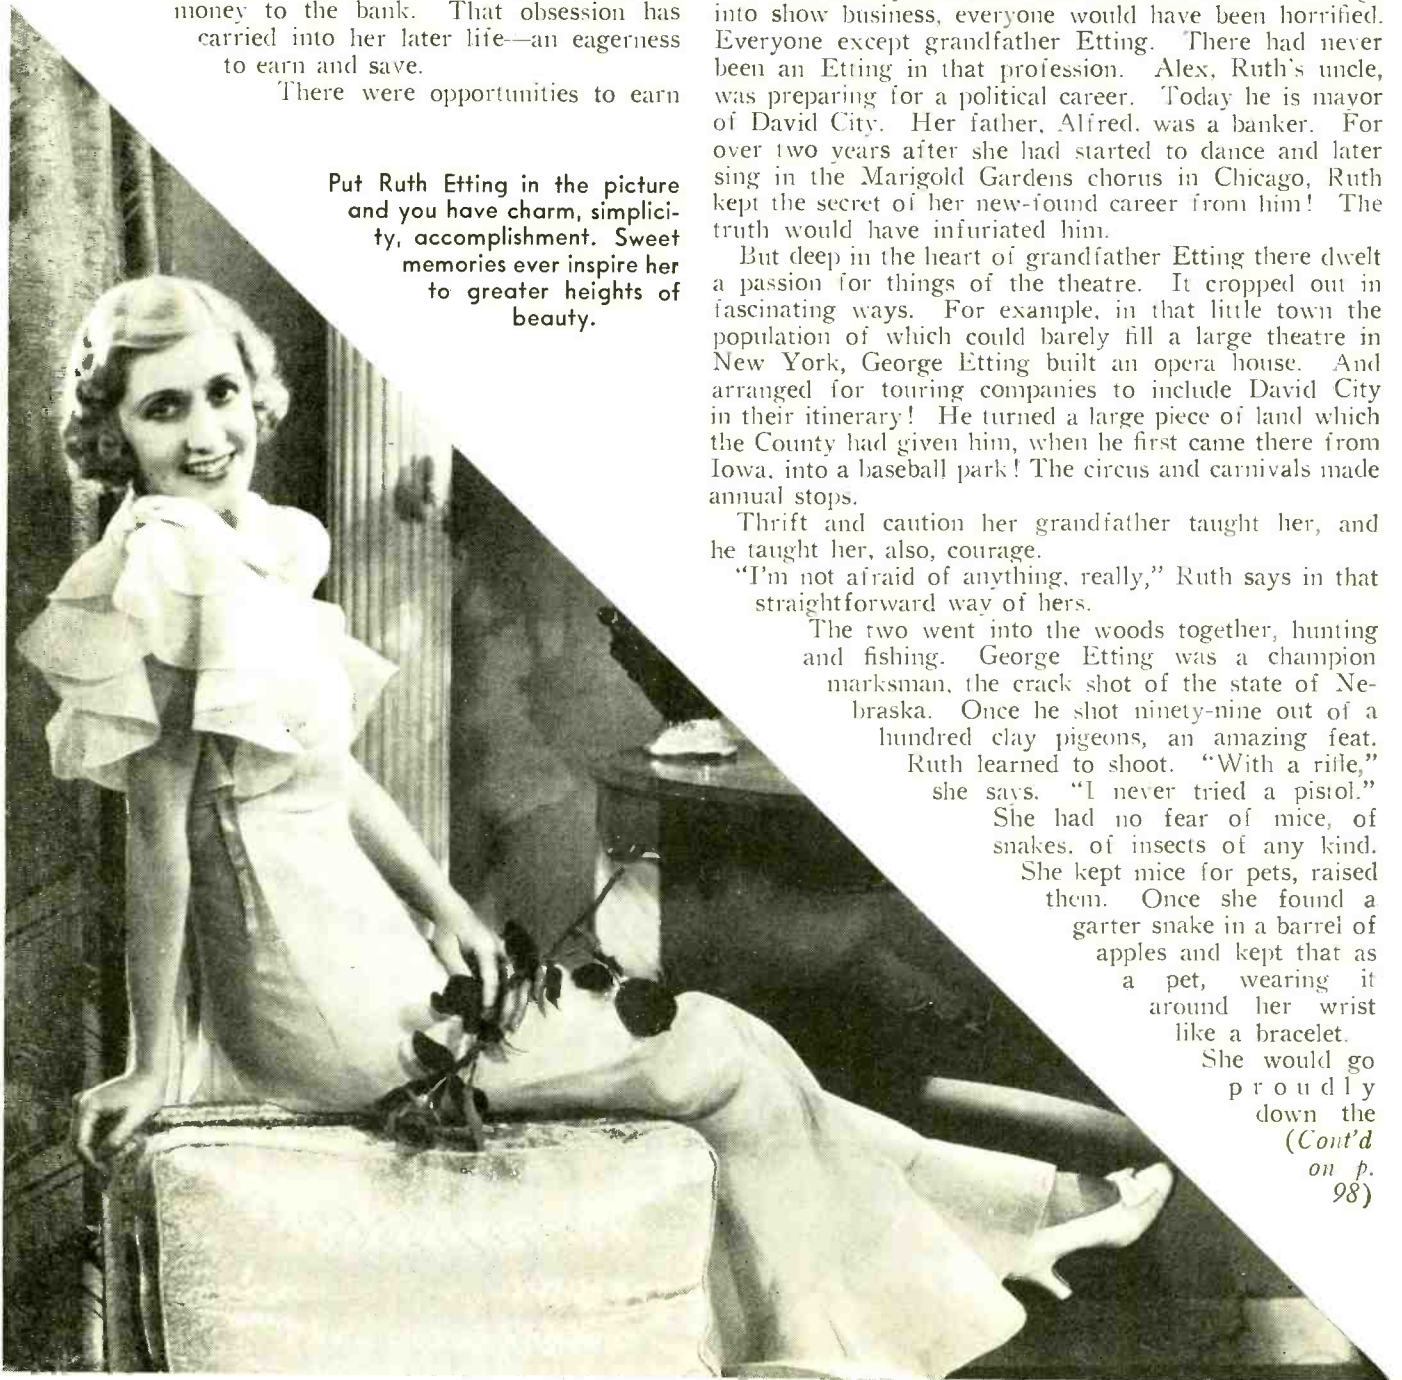 money to the bank. That obsession has
carried into her later life—an eagerness
to earn and save.
There were opportunities to earn
Put Ruth Etting in the picture
and you have charm, simplici-
ty, accomplishment. Sweet
memories ever inspire her
to greater heights of
beauty.
into show business, everyone would have been horrified.
Everyone except grandfather Etting. There had never
been an Etting in that profession. Alex, Ruth's uncle,
was preparing for a political career. Today he is mayor
of David City. Her father, Alfred, was a banker. For
over two years after she had started to dance and later
sing in the Marigold Gardens chorus in Chicago, Ruth
kept the secret of her new-found career from him! The
truth would have infuriated him.
But deep in the heart of grandfather Etting there dwelt
a passion for things of the theatre. It cropped out in
fascinating ways. For example, in that little town the
population of which could barely fill a large theatre in
New York, George Etting built an opera house. And
arranged for touring companies to include David City
in their itinerary! He turned a large piece of land which
the County had given him, when he first came there from
Iowa, into a baseball park! The circus and carnivals made
annual stops.
Thrift and caution her grandfather taught her, and
he taught her, also, courage.
"I'm not afraid of anything, really," Ruth says in that
straightforward way of hers.
The two went into the woods together, hunting
and fishing. George Etting was a champion
marksman, the crack shot of the state of Ne-
braska. Once he shot ninety-nine out of a
hundred clay pigeons, an amazing feat.
Ruth learned to shoot. "With a rifle,"
she says. "I never tried a pistol."
She had no fear of mice, of
snakes, of insects of any kind.
She kept mice for pets, raised
them. Once she found a
garter snake in a barrel of
apples and kept that as
a pet, wearing it
around her wrist
like a bracelet.
She would go
proudly
down the
(Cont'd
on p.
98)